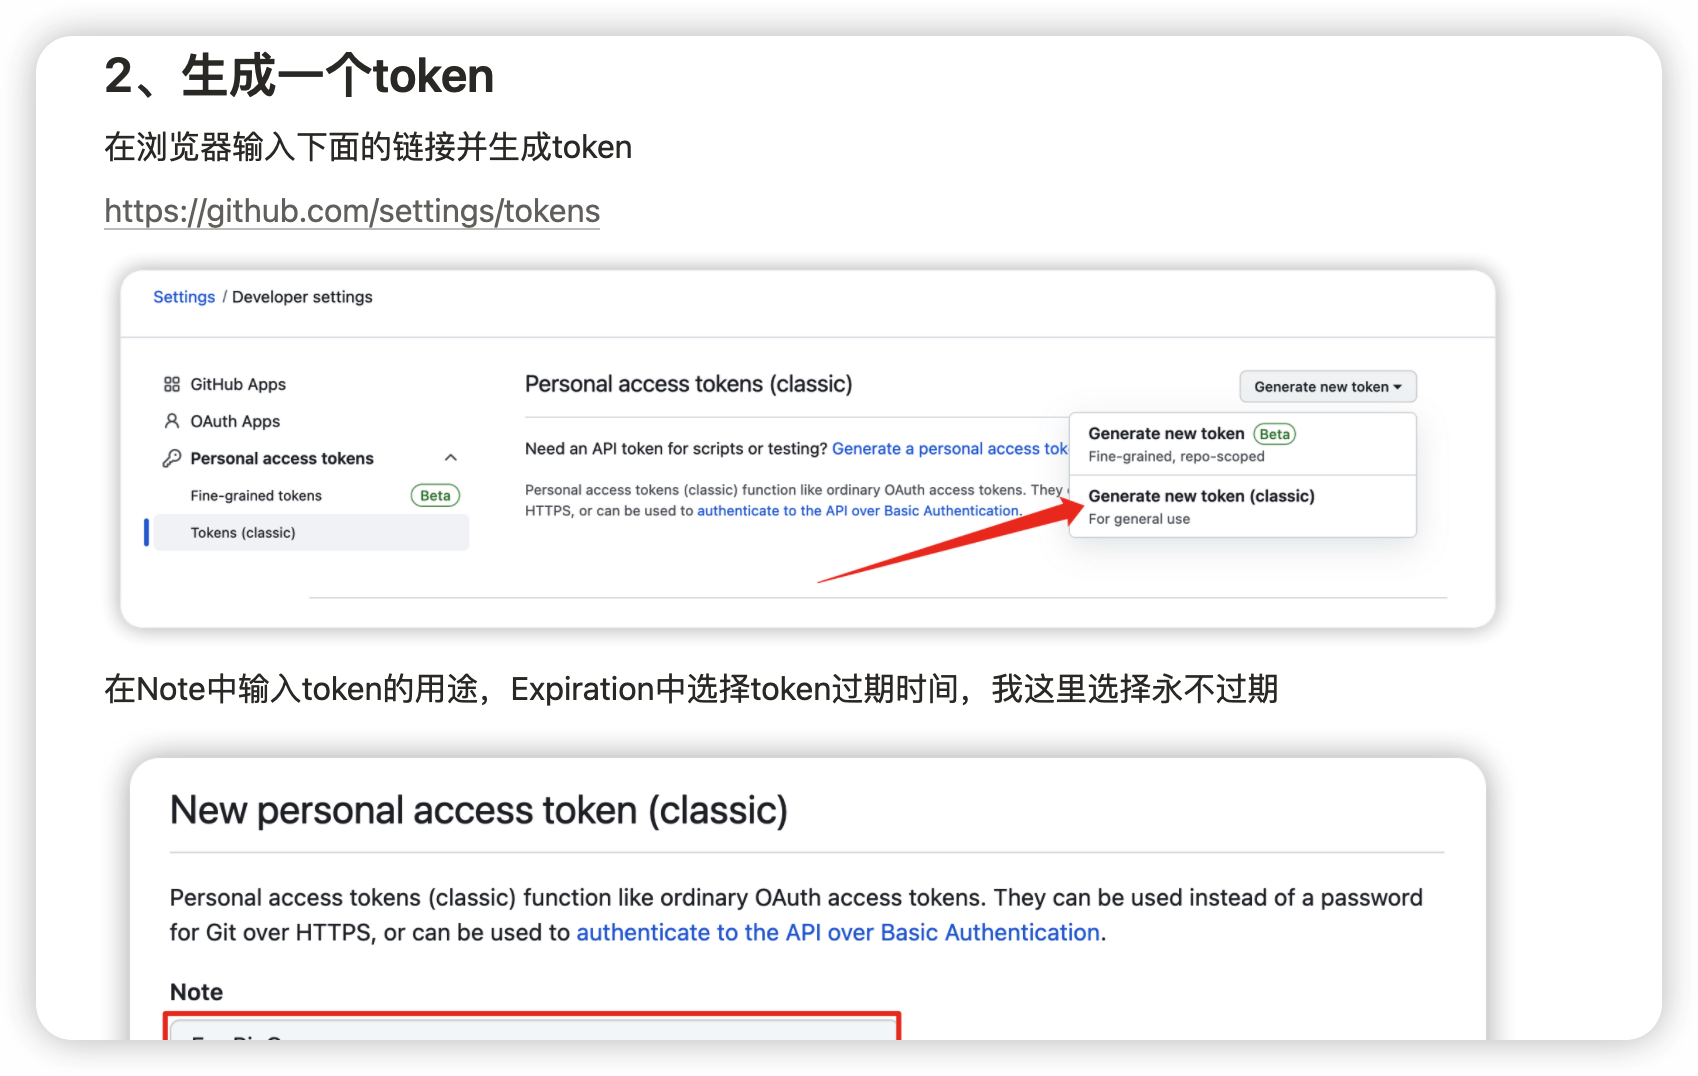 2、生成一个token
在浏览器输入下面的链接并生成token
https://github.com/settings/tokens
Settings / Developer settings
GitHub Apps
OAuth Apps
Personal access tokens
Fine-grained tokens Beta
Tokens (classic)
Personal access tokens (classic)
Generate new token
Need an API token for scripts or testing? Generate a personal access
Personal access tokens (classic) function like ordinary OAuth access tokens. They
HTTPS, or can be used to authenticate to the API over Basic Authentication.
Generate new token Beta
Fine-grained, repo-scoped
Generate new token (classic)
For general use
在Note中输入token的用途，Expiration中选择token过期时间，我这里选择永不过期
New personal access token (classic)
Personal access tokens (classic) function like ordinary OAuth access tokens. They can be used instead of a password
for Git over HTTPS, or can be used to authenticate to the API over Basic Authentication.
Note